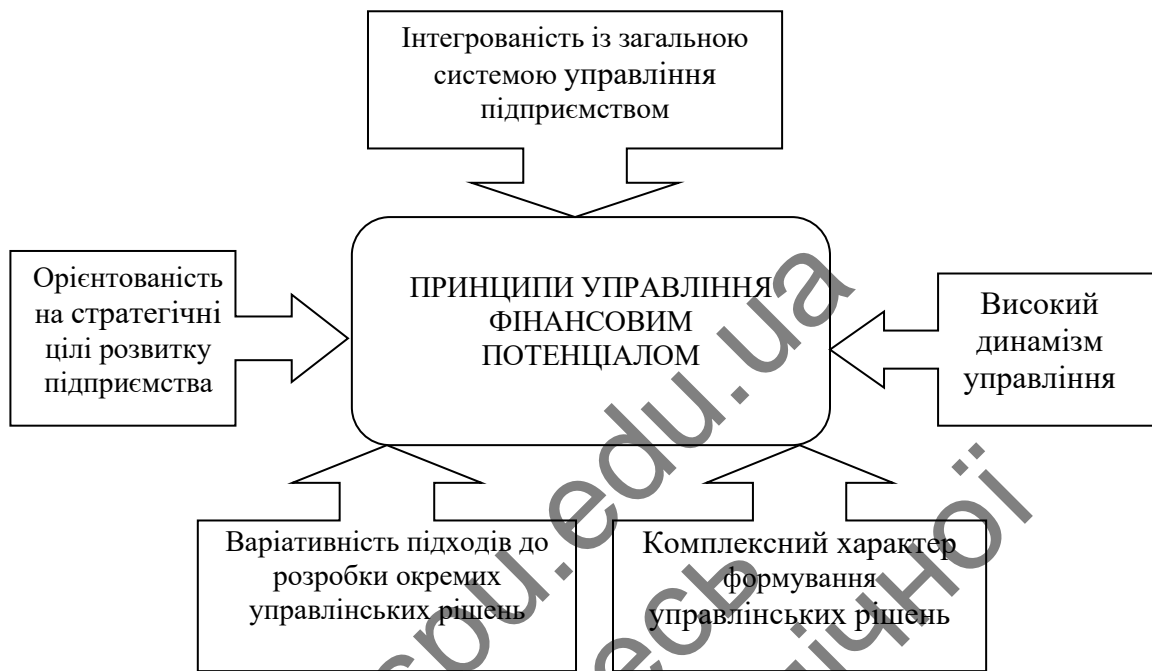 Інтегрованість із загальною
системою управління
підприємством
Орієнтованість
на стратегічні
цілі розвитку
підприємства
ПРИНЦИПИ УПРАВЛІННЯ
ФІНАНСОВИМ
ПОТЕНЦІАЛОМ
Високий
динамізм
управління
Варіативність підходів до
розробки окремих
управлінських рішень
Комплексний характер
формування
управлінських рішень
spu.edu.ua